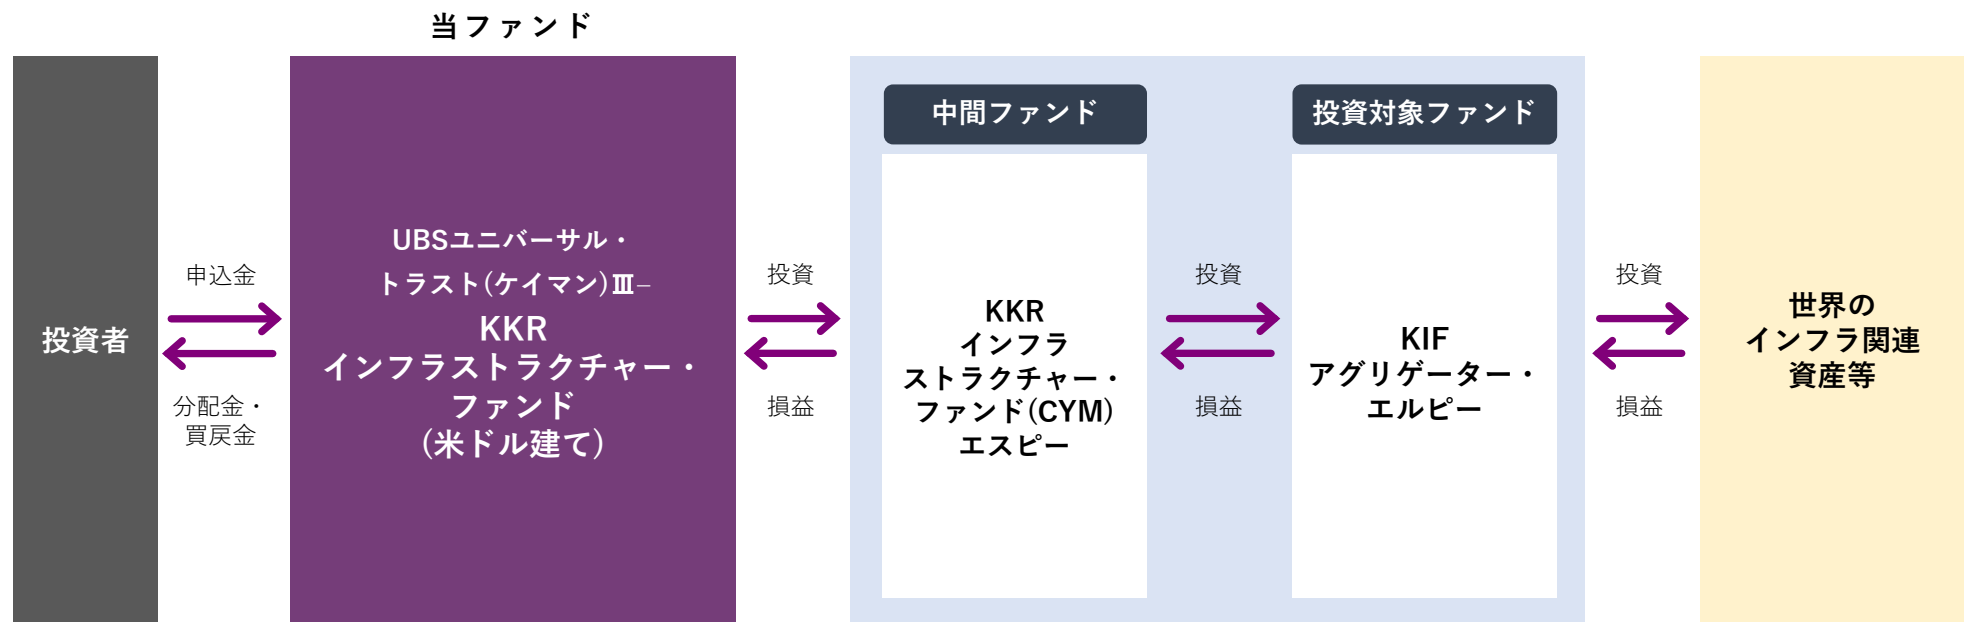 当ファンド
投資者
申込金
分配金・
買戻金
UBSユニバーサル・
トラスト(ケイマン)Ⅲ–
KKR
インフラストラクチャー・
ファンド
(米ドル建て)
投資
損益
中間ファンド
KKR
インフラ
ストラクチャー・
ファンド(CYM)
エスピー
投資
損益
投資対象ファンド
KIF
アグリゲーター・
エルピー
投資
損益
世界の
インフラ関連
資産等